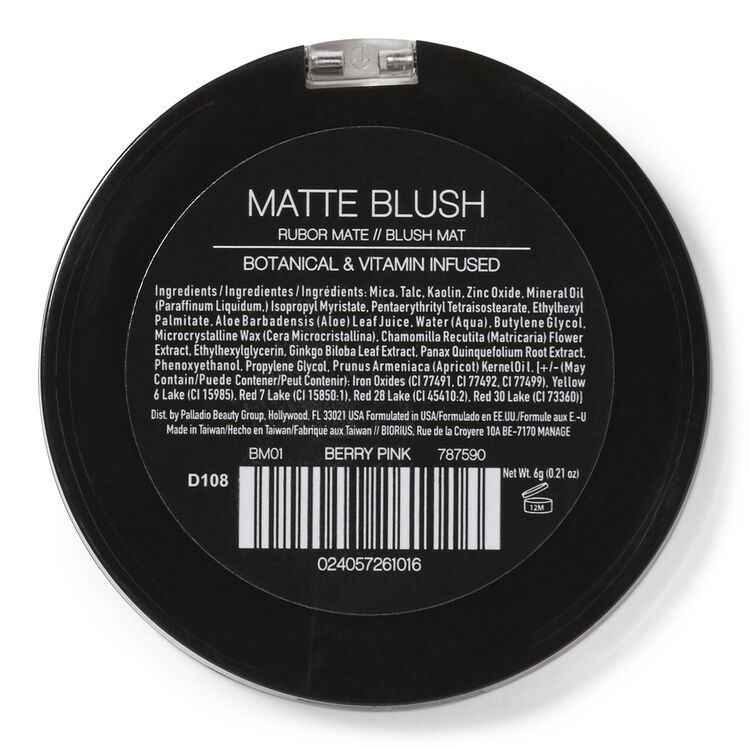 MATTE BLUSH
RUBOR MATE // BLUSH MAT
BOTANICAL & VITAMIN INFUSED
Ingredients / Ingredientes / Ingrédients: Mica, Talc, Kaolin, Zinc Oxide, Mineral Oil
(Paraffinum Liquidum,) Isopropyl Myristate, Pentaerythrityl Tetraisostearate, Ethylhexyl
Palmitate, Aloe Barbadensis (Aloe) Leaf Juice, Water (Aqua), Butylene Glycol,
Microcrystalline Wax (Cera Microcristallina), Chamomilla Recutita (Matricaria) Flower
Extract, Ethylhexylglycerin, Ginkgo Biloba Leaf Extract, Panax Quinquefolium Root Extract,
Phenoxyethanol, Propylene Glycol, Prunus Armeniaca (Apricot) Kernel Oil. [+/- (May
Contain/Puede Contener/Peut Contenir): Iron Oxides (CI 77491, CI 77492, CI 77499), Yellow
6 Lake (CI 15985), Red 7 Lake (CI 15850:1), Red 28 Lake (CI 45410:2), Red 30 Lake (CI 73360)]
Dist. by Palladio Beauty Group, Hollywood, FL 33021 USA Formulated in USA/Formulado en EE UU./Formule aux E.-U
Made in Taiwan/Hecho en Taiwan/Fabriqué aux Taiwan // BIORIUS, Rue de la Croyere 10A BE-7170 MANAGE
BM01 BERRY PINK 787590
D108
Net Wt. 6g (0.21 oz)
12M
024057261016